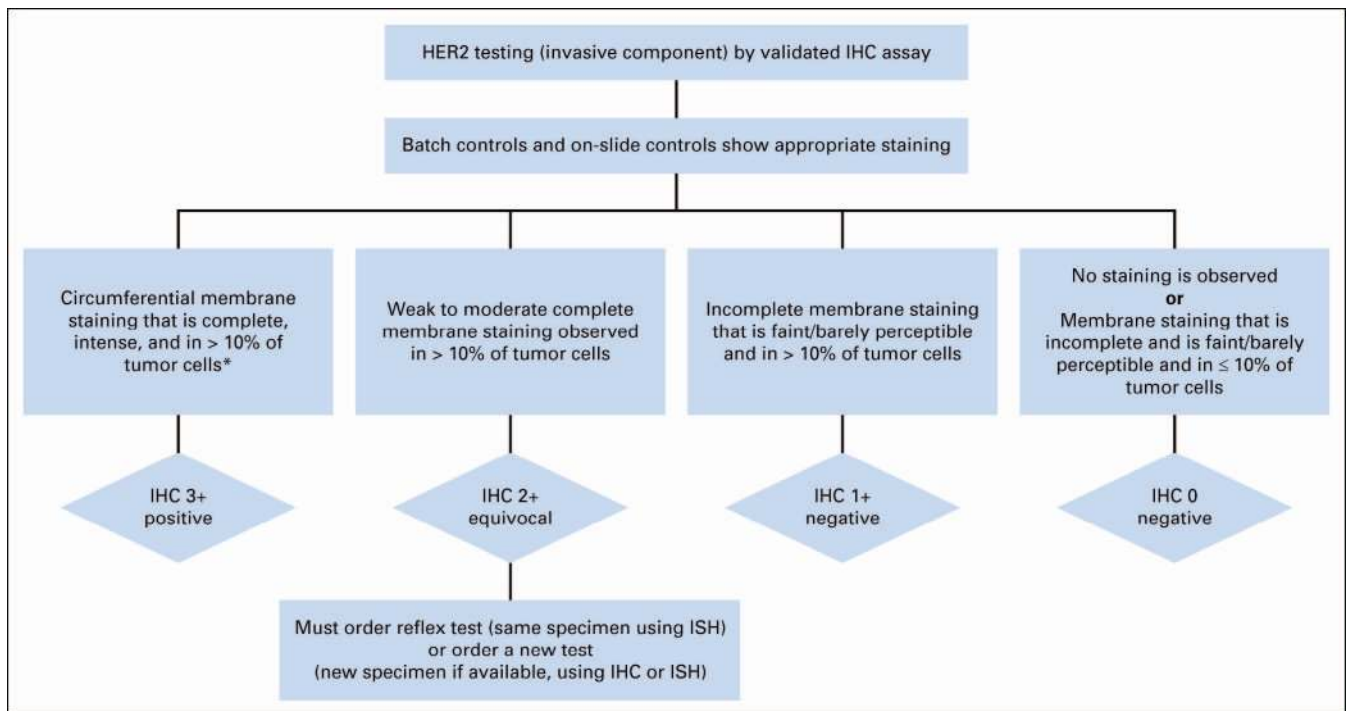 HER2 testing (invasive component) by validated IHC assay
Batch controls and on-slide controls show appropriate staining
Circumferential membrane
staining that is complete,
intense, and in > 10% of
tumor cells*
Weak to moderate complete
membrane staining observed
in > 10% of tumor cells
Incomplete membrane staining
that is faint/barely perceptible
and in > 10% of tumor cells
No staining is observed
or
Membrane staining that is
incomplete and is faint/barely
perceptible and in ≤ 10% of
tumor cells
IHC 3+
positive
IHC 2+
equivocal
IHC 1+
negative
IHC 0
negative
Must order reflex test (same specimen using ISH)
or order a new test
(new specimen if available, using IHC or ISH)